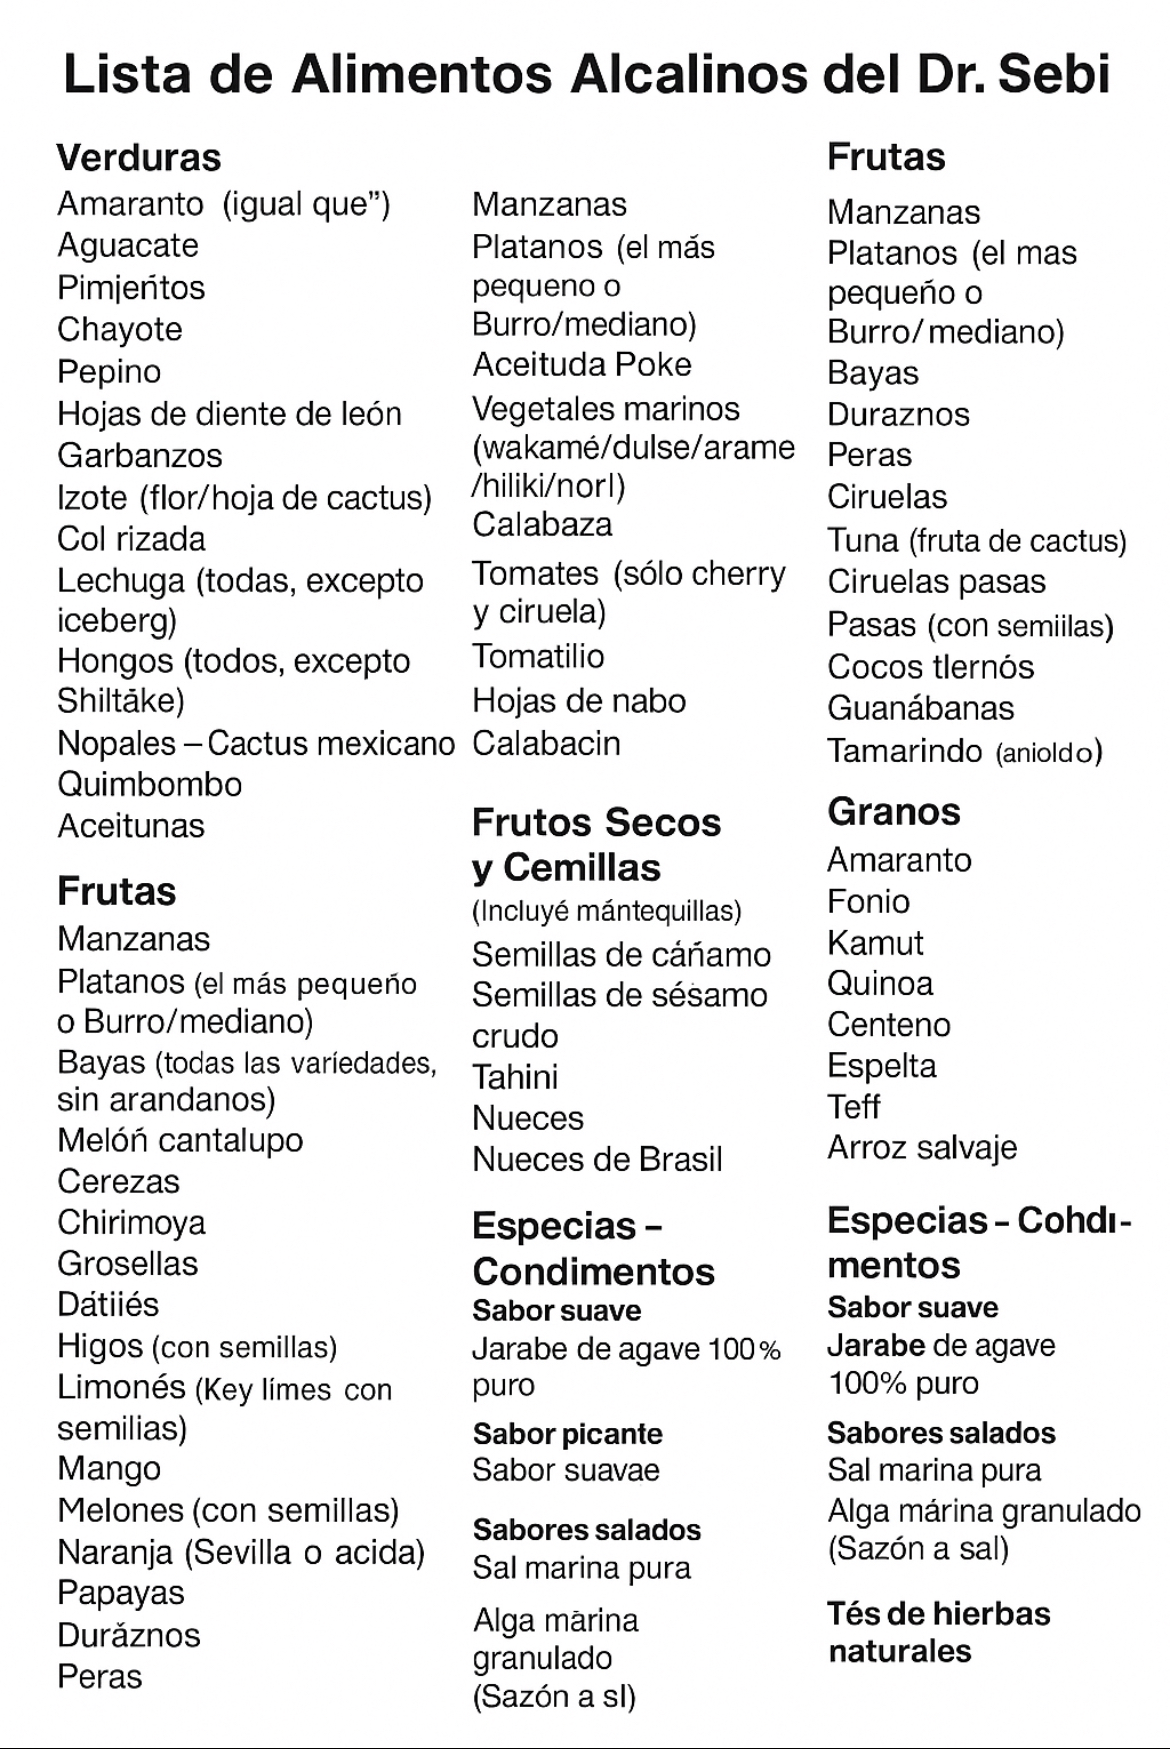 Lista de Alimentos Alcalinos del Dr. Sebi
Verduras
Amaranto (igual que”)
Aguacate
Pimjeńtos
Chayote
Pepino
Hojas de diente de león
Garbanzos
Izote (flor/hoja de cactus)
Col rizada
Lechuga (todas, excepto
iceberg)
Hongos (todos, excepto
Shiltåke)
Nopales – Cactus mexicano
Quimbombo
Aceitunas
Frutas
Manzanas
Platanos (el más pequeño
o Burro/mediano)
Bayas (todas las varíedades,
sin arandanos)
Melóń cantalupo
Cerezas
Chirimoya
Grosellas
Dátiiés
Higos (con semillas)
Limonés (Key límes con
semilias)
Mango
Melones (con semillas)
Naranja (Sevilla o acida)
Papayas
Durǎznos
Peras
Manzanas
Platanos (el más
pequeno o
Burro/mediano)
Aceituda Poke
Vegetales marinos
(wakamé/dulse/arame
/hiliki/norl)
Calabaza
Tomates (sólo cherry
y ciruela)
Tomatilio
Hojas de nabo
Calabacin
Frutos Secos
y Cemillas
(Incluyé mántequillas)
Semillas de cáñamo
Semillas de sésamo
crudo
Tahini
Nueces
Nueces de Brasil
Especias –
Condimentos
Sabor suave
Jarabe de agave 100%
puro
Sabor picante
Sabor suavae
Sabores salados
Sal marina pura
Alga mārina
granulado
(Sazón a sl)
Frutas
Manzanas
Platanos (el mas
pequeño o
Burro/mediano)
Bayas
Duraznos
Peras
Ciruelas
Tuna (fruta de cactus)
Ciruelas pasas
Pasas (con semiilas)
Cocos tlernós
Guanábanas
Tamarindo (anioldo)
Granos
Amaranto
Fonio
Kamut
Quinoa
Centeno
Espelta
Teff
Arroz salvaje
Especias – Cohdı-
mentos
Sabor suave
Jarabe de agave
100% puro
Sabores salados
Sal marina pura
Alga márina granulado
(Sazón a sal)
Tés de hierbas
naturales